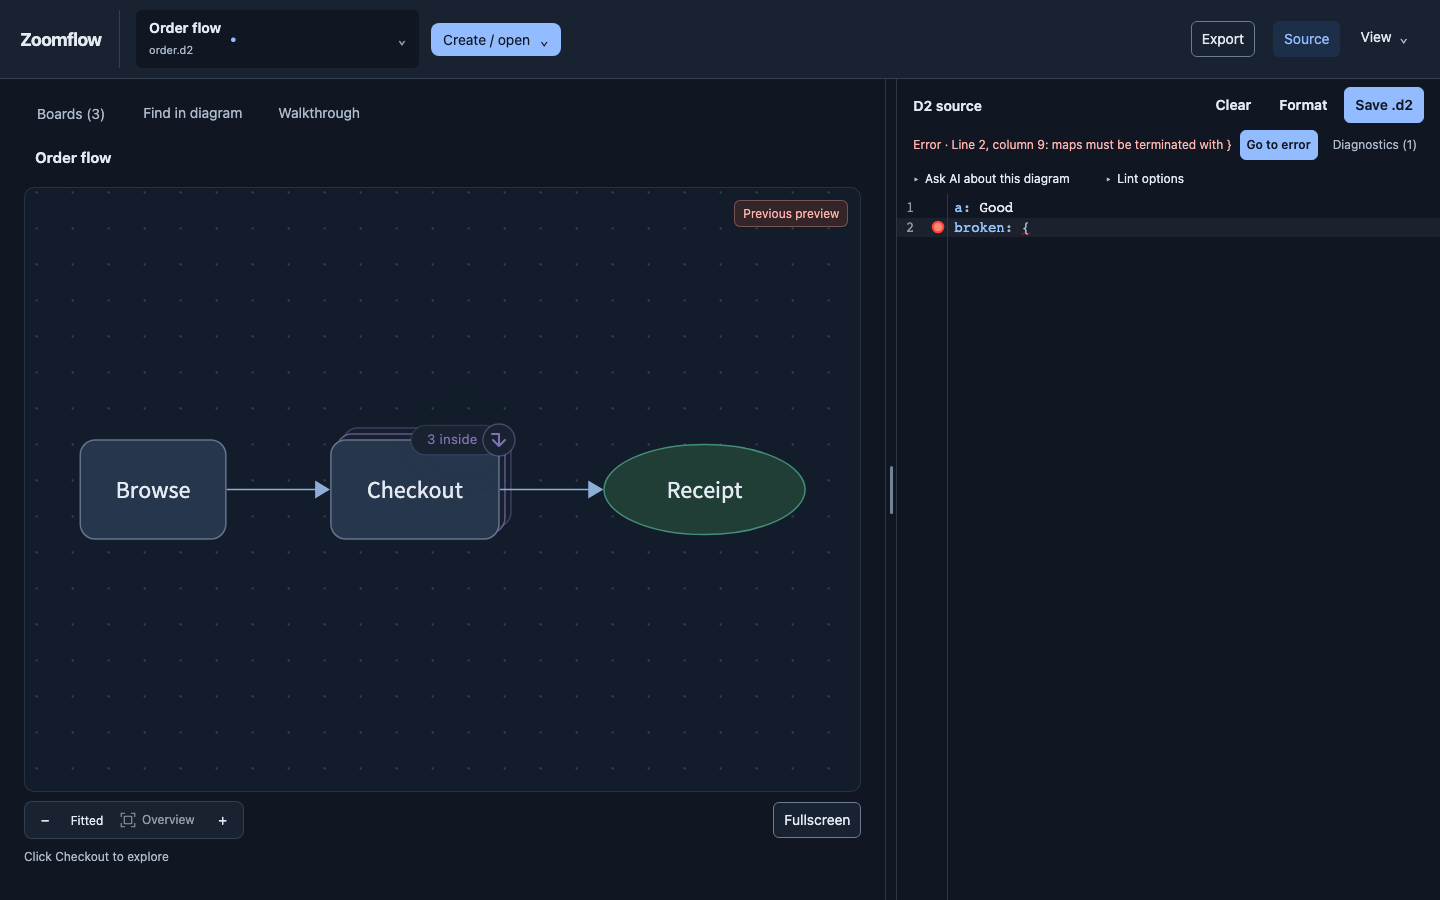 Zoomflow
Order flow
order.d2
Create / open
Export
Source
View
Boards (3)
Find in diagram
Walkthrough
Order flow
Previous preview
3 inside
Browse
Checkout
Receipt
− Fitted Overview +
Fullscreen
Click Checkout to explore
D2 source
Clear
Format
Save .d2
Error · Line 2, column 9: maps must be terminated with }
Go to error
Diagnostics (1)
Ask AI about this diagram
Lint options
1 a: Good
2 broken: {